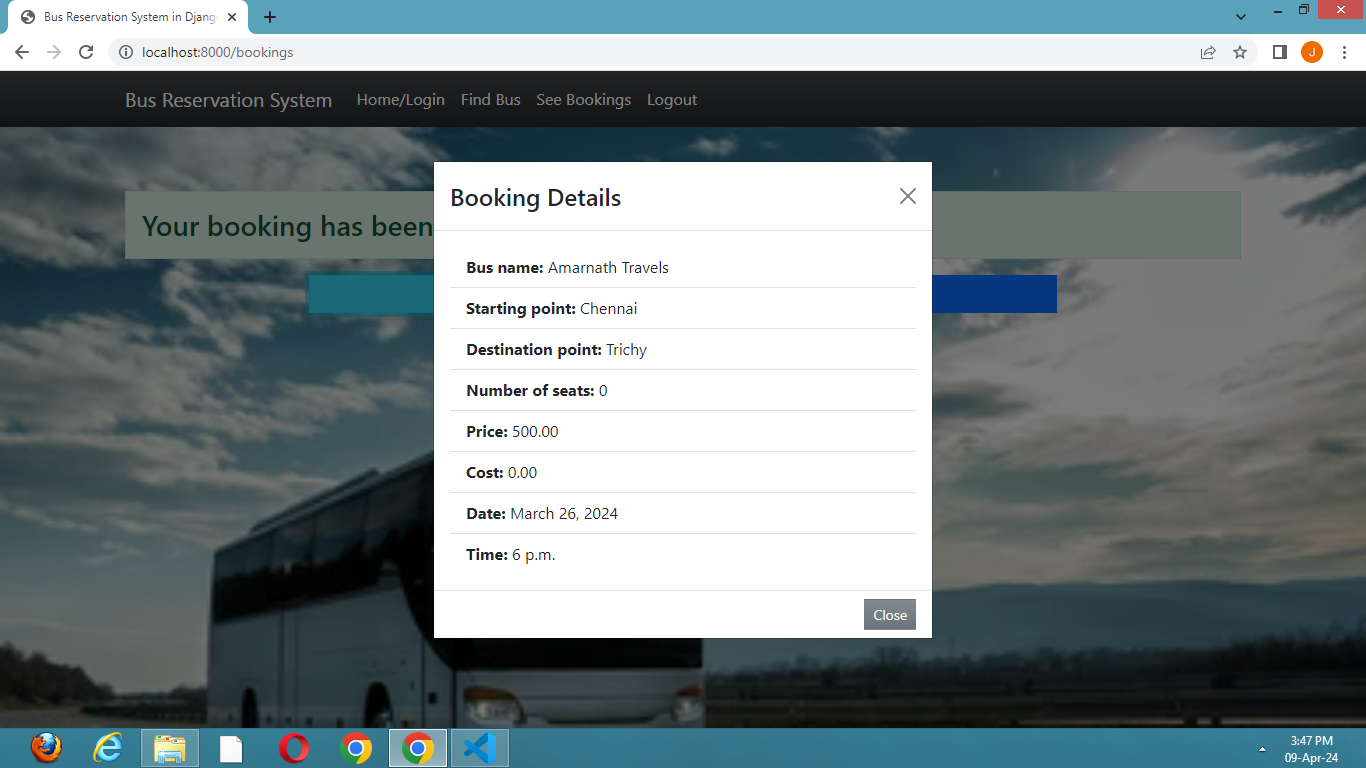 Bus Reservation System in Djang
localhost:8000/bookings
J
Bus Reservation System Home/Login Find Bus See Bookings Logout
Your booking has been
Booking Details
Bus name: Amarnath Travels
Starting point: Chennai
Destination point: Trichy
Number of seats: 0
Price: 500.00
Cost: 0.00
Date: March 26, 2024
Time: 6 p.m.
Close
3:47 PM
09-Apr-24